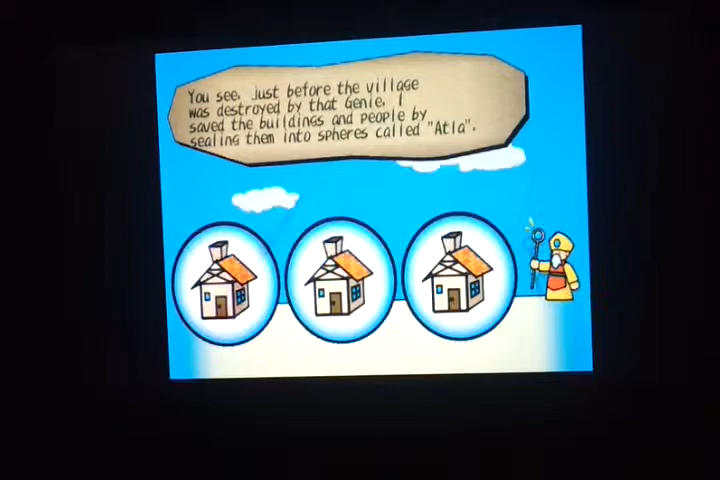 You see, just before the village
was destroyed by that Genie, I
saved the buildings and people by
sealing them into spheres called "Atla".